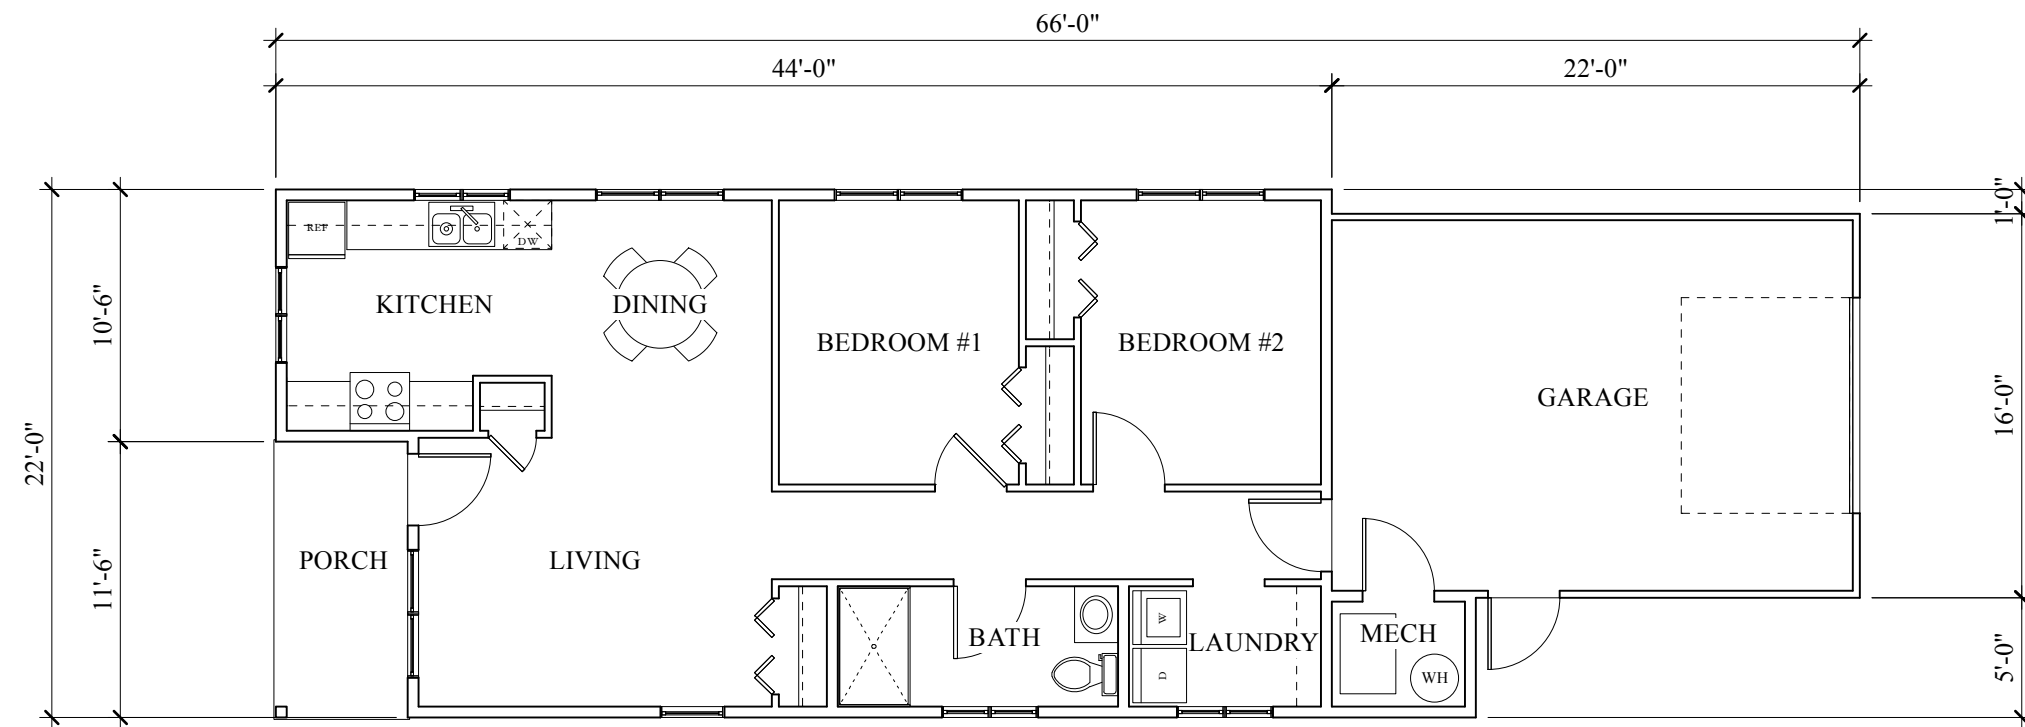 66'-0"
44'-0"
22'-0"
1'-0"
REF
DW
KITCHEN
DINING
BEDROOM #1
BEDROOM #2
10'-6"
GARAGE
16'-0"
22'-0"
PORCH
LIVING
11'-6"
BATH
W
LAUNDRY
MECH
D
WH
5'-0"